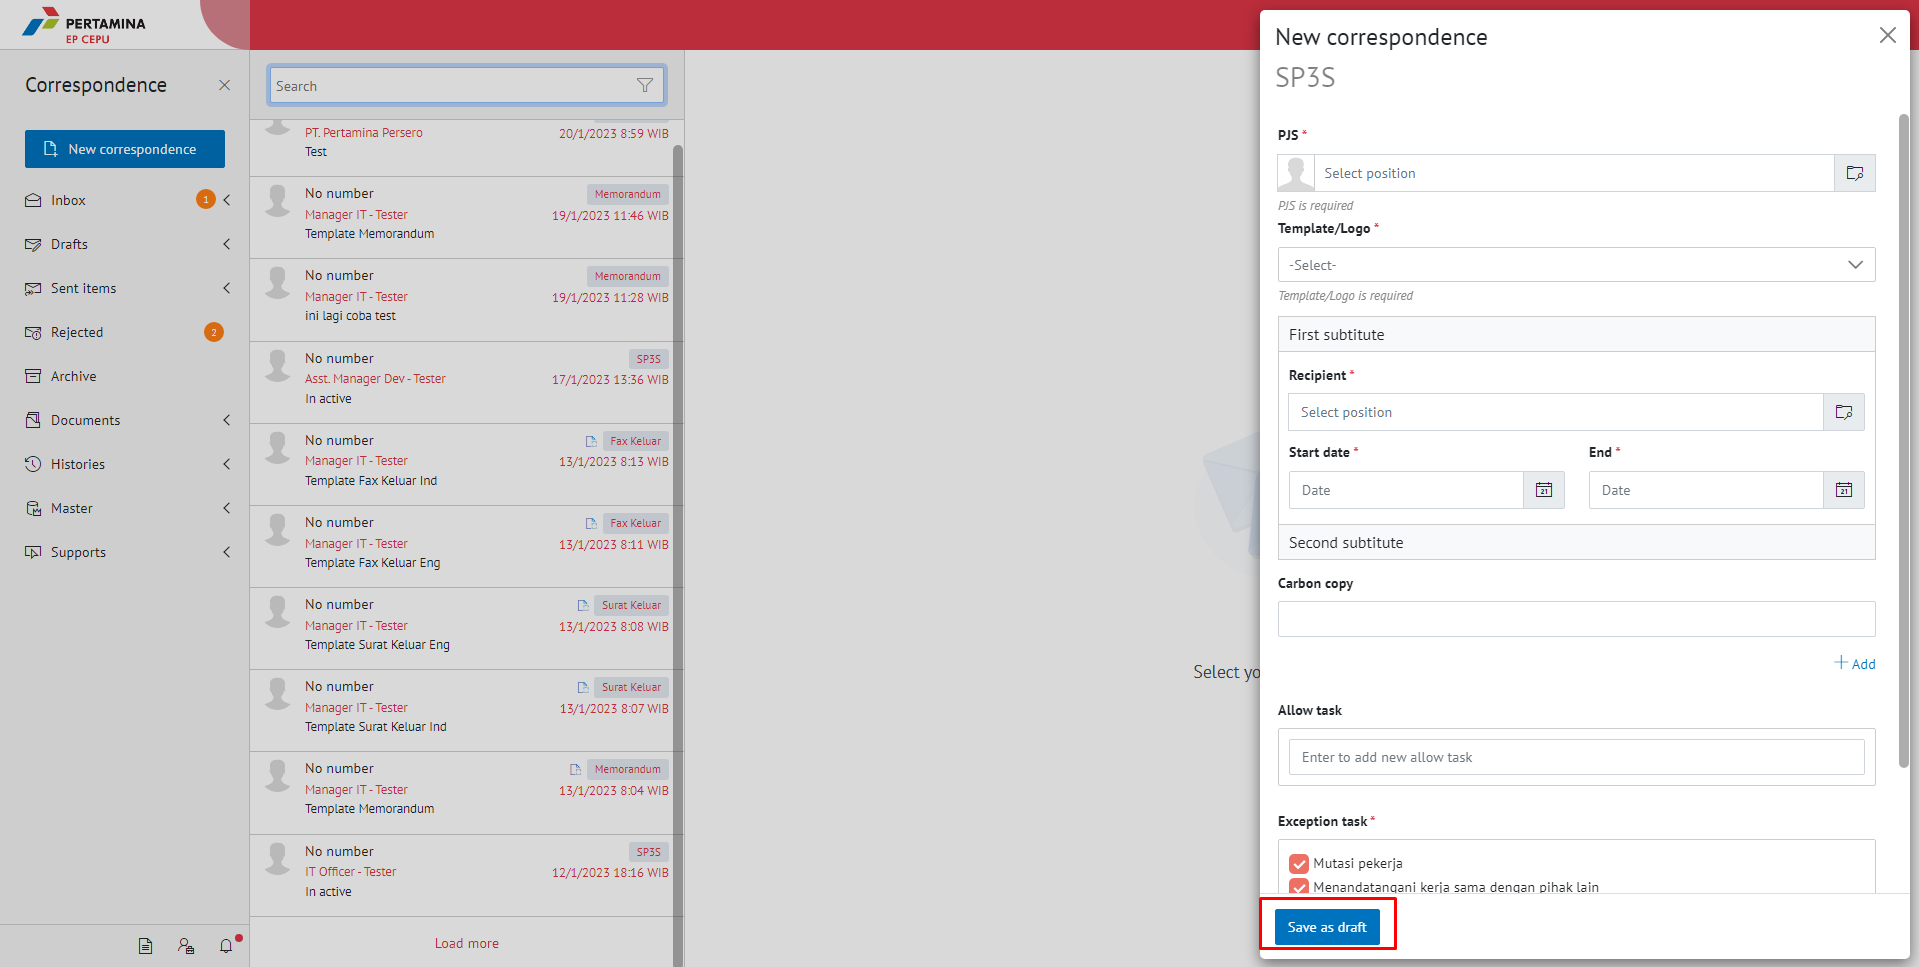 PERTAMINA
EP CEPU
Correspondence
New correspondence
Inbox
1
Drafts
Sent items
Rejected
2
Archive
Documents
Histories
Master
Supports
Search
PT. Pertamina Persero
20/1/2023 8:59 WIB
Test
No number
Memorandum
Manager IT - Tester
19/1/2023 11:46 WIB
Template Memorandum
No number
Memorandum
Manager IT - Tester
19/1/2023 11:28 WIB
ini lagi coba test
No number
SP3S
Asst. Manager Dev - Tester
17/1/2023 13:36 WIB
In active
No number
Fax Keluar
Manager IT - Tester
13/1/2023 8:13 WIB
Template Fax Keluar Ind
No number
Fax Keluar
Manager IT - Tester
13/1/2023 8:11 WIB
Template Fax Keluar Eng
No number
Surat Keluar
Manager IT - Tester
13/1/2023 8:08 WIB
Template Surat Keluar Eng
No number
Surat Keluar
Manager IT - Tester
13/1/2023 8:07 WIB
Template Surat Keluar Ind
No number
Memorandum
Manager IT - Tester
13/1/2023 8:04 WIB
Template Memorandum
No number
SP3S
IT Officer - Tester
12/1/2023 18:16 WIB
In active
Load more
Select yo
New correspondence
SP3S
PJS *
Select position
PJS is required
Template/Logo *
-Select-
Template/Logo is required
First subtitute
Recipient *
Select position
Start date *
End *
Date
21
Date
21
Second subtitute
Carbon copy
+ Add
Allow task
Enter to add new allow task
Exception task *
Mutasi pekerja
Menandatangani kerja sama dengan pihak lain
Save as draft